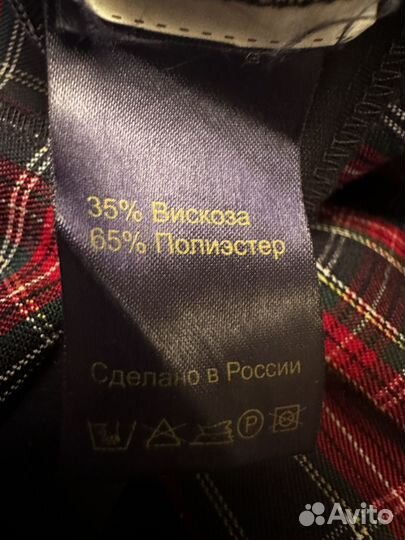 35% Вискоза
65% Полиэстер
Сделано в России
P
Avito